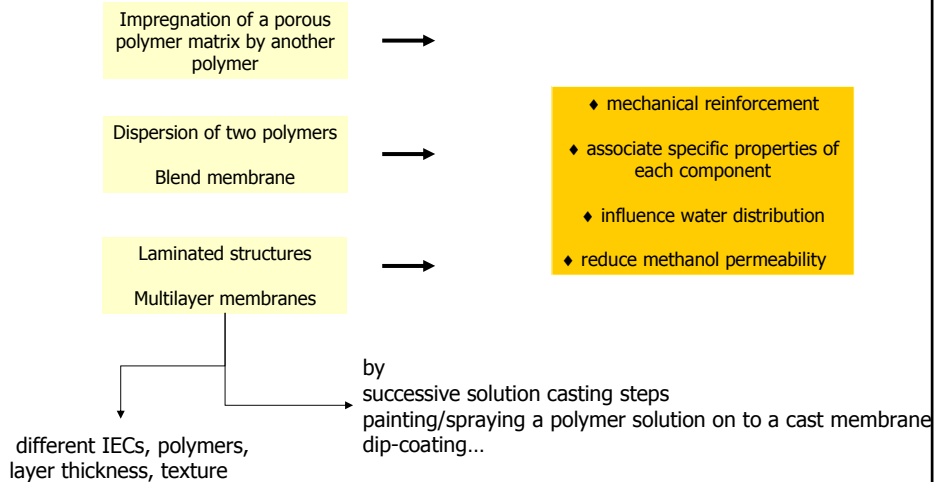 Impregnation of a porous
polymer matrix by another
polymer
Dispersion of two polymers
Blend membrane
Laminated structures
Multilayer membranes
♦ mechanical reinforcement
♦ associate specific properties of
each component
♦ influence water distribution
♦ reduce methanol permeability
by
successive solution casting steps
painting/spraying a polymer solution on to a cast membrane
dip-coating...
different IECs, polymers,
layer thickness, texture